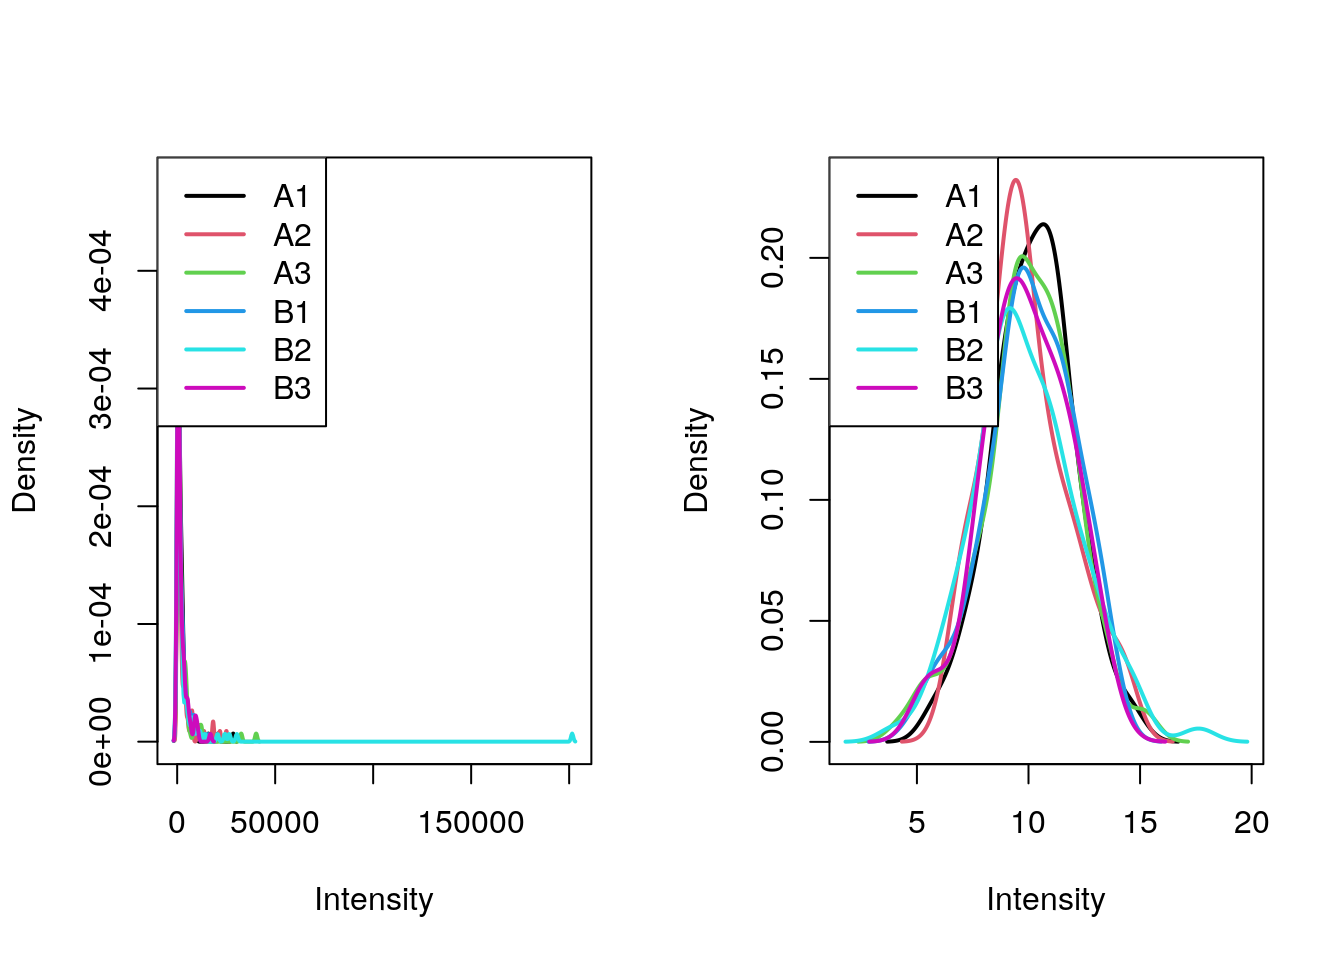 A1
A2
A3
B1
B2
B3
Density
4e-04
3e-04
2e-04
1e-04
0e+00
0 50000 150000
Intensity
A1
A2
A3
B1
B2
B3
Density
0.20
0.15
0.10
0.05
0.00
5 10 15 20
Intensity